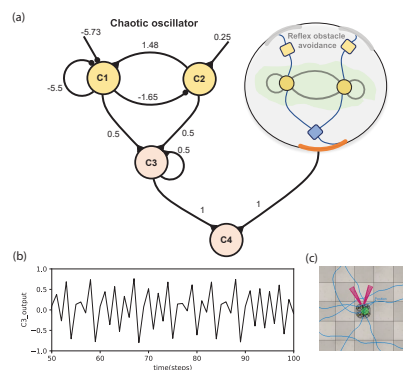 (a)
Chaotic oscillator
-5.73
0.25
1.48
C1
C2
-5.5
-1.65
0.5
0.5
C3
0.5
Reflex obstacle
avoidance
1
1
C4
(b)
(c)
1.0
0.5
0.0
-0.5
-1.0
C3_output
50
60
70
80
90
100
time(steps)